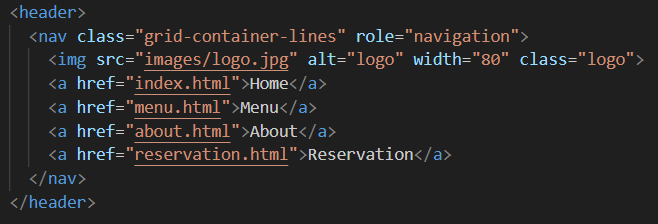 <header>
<nav class="grid-container-lines" role="navigation">
<img src="images/logo.jpg" alt="logo" width="80" class="logo">
<a href="index.html">Home</a>
<a href="menu.html">Menu</a>
<a href="about.html">About</a>
<a href="reservation.html">Reservation</a>
</nav>
</header>